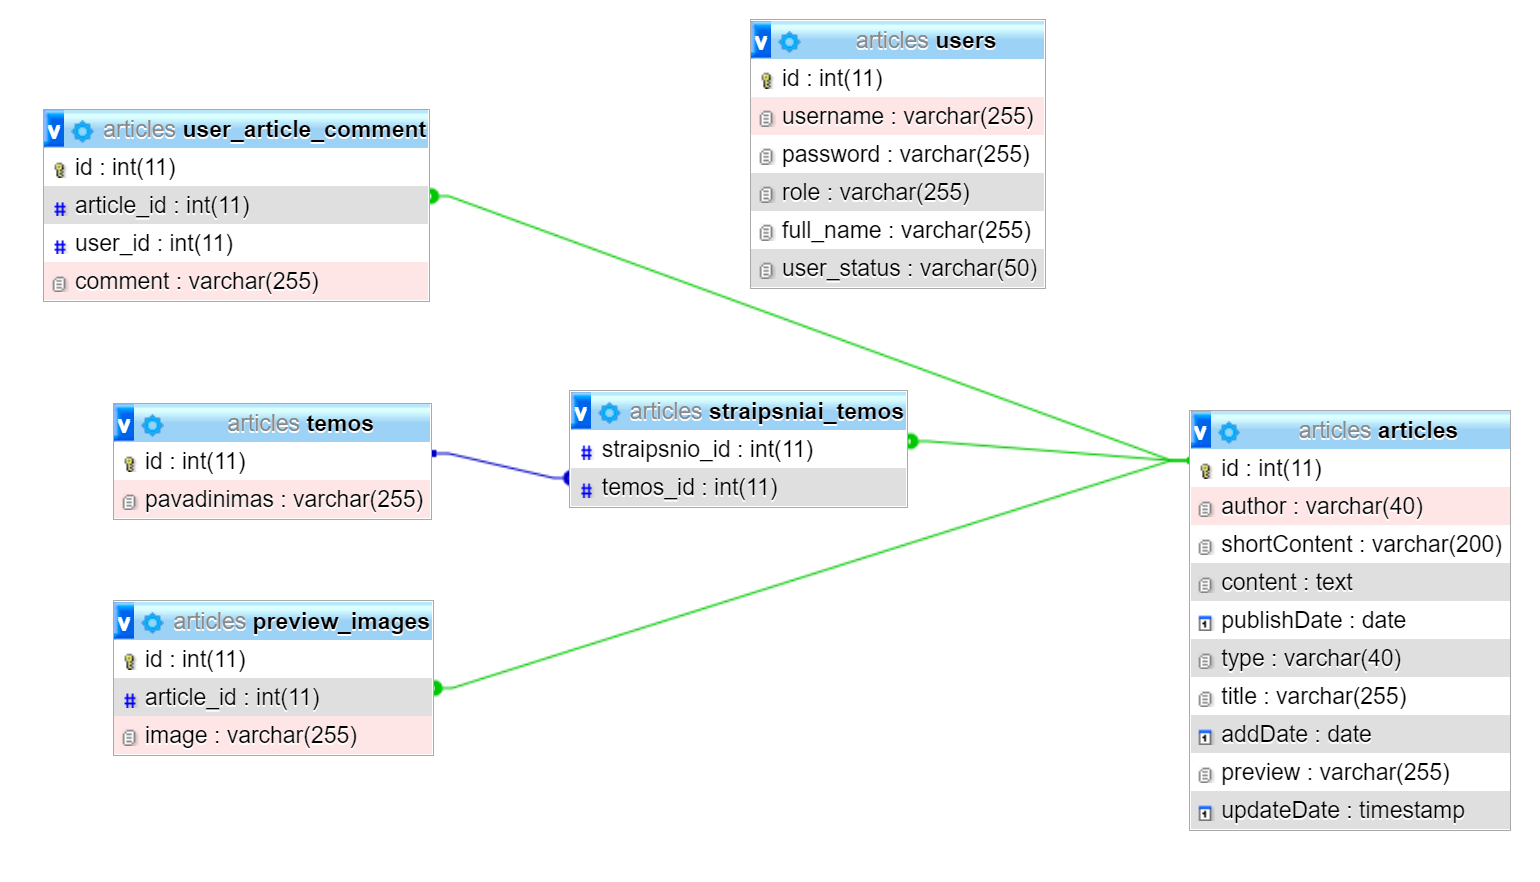 v articles users
id : int(11)
username : varchar(255)
password : varchar(255)
role : varchar(255)
full_name : varchar(255)
user_status : varchar(50)
v articles user_article_comment
id : int(11)
# article_id : int(11)
# user_id : int(11)
comment : varchar(255)
v articles temos
id : int(11)
pavadinimas : varchar(255)
v articles straipsniai_temos
# straipsnio_id : int(11)
# temos_id : int(11)
v articles preview_images
id : int(11)
# article_id : int(11)
image : varchar(255)
v articles articles
id : int(11)
author : varchar(40)
shortContent : varchar(200)
content : text
publishDate : date
type : varchar(40)
title : varchar(255)
addDate : date
preview : varchar(255)
updateDate : timestamp